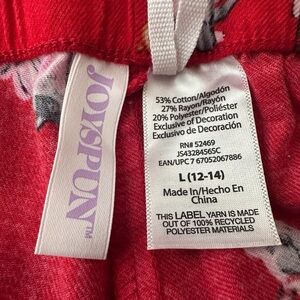 JOYSPUN™
53% Cotton/Algodón
27% Rayon/Rayón
20% Polyester/Poliéster
Exclusive of Decoration
Exclusivo de Decoración
RN# 52469
JS43284565C
EAN/UPC 7 67052067886
L (12-14)
Made In/Hecho En
China
THIS LABEL YARN IS MADE
OUT OF 100% RECYCLED
POLYESTER MATERIALS